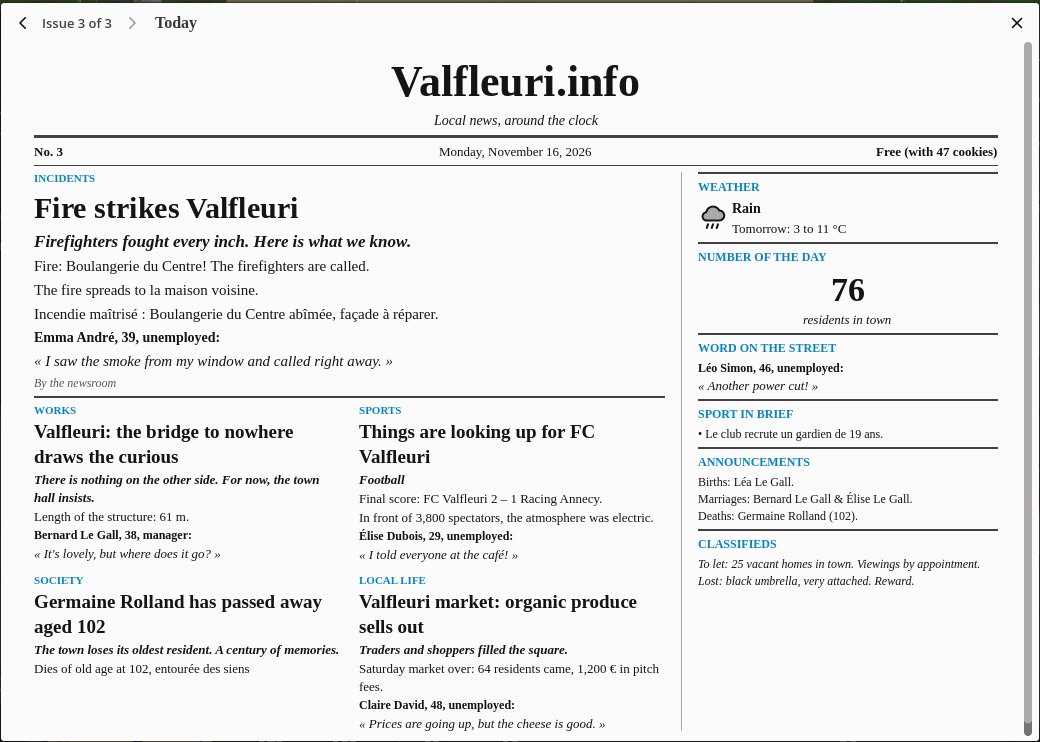 Issue 3 of 3
Today
Valfleuri.info
Local news, around the clock
No. 3
Monday, November 16, 2026
Free (with 47 cookies)
INCIDENTS
Fire strikes Valfleuri
Firefighters fought every inch. Here is what we know.
Fire: Boulangerie du Centre! The firefighters are called.
The fire spreads to la maison voisine.
Incendie maîtrisé : Boulangerie du Centre abîmée, façade à réparer.
Emma André, 39, unemployed:
« I saw the smoke from my window and called right away. »
By the newsroom
WORKS
Valfleuri: the bridge to nowhere
draws the curious
There is nothing on the other side. For now, the town
hall insists.
Length of the structure: 61 m.
Bernard Le Gall, 38, manager:
« It's lovely, but where does it go? »
SPORTS
Things are looking up for FC
Valfleuri
Football
Final score: FC Valfleuri 2 – 1 Racing Annecy.
In front of 3,800 spectators, the atmosphere was electric.
Élise Dubois, 29, unemployed:
« I told everyone at the café! »
SOCIETY
Germaine Rolland has passed away
aged 102
The town loses its oldest resident. A century of memories.
Dies of old age at 102, entourée des siens
LOCAL LIFE
Valfleuri market: organic produce
sells out
Traders and shoppers filled the square.
Saturday market over: 64 residents came, 1,200 € in pitch
fees.
Claire David, 48, unemployed:
« Prices are going up, but the cheese is good. »
WEATHER
Rain
Tomorrow: 3 to 11 °C
NUMBER OF THE DAY
76
residents in town
WORD ON THE STREET
Léo Simon, 46, unemployed:
« Another power cut! »
SPORT IN BRIEF
• Le club recrute un gardien de 19 ans.
ANNOUNCEMENTS
Births: Léa Le Gall.
Marriages: Bernard Le Gall & Élise Le Gall.
Deaths: Germaine Rolland (102).
CLASSIFIEDS
To let: 25 vacant homes in town. Viewings by appointment.
Lost: black umbrella, very attached. Reward.